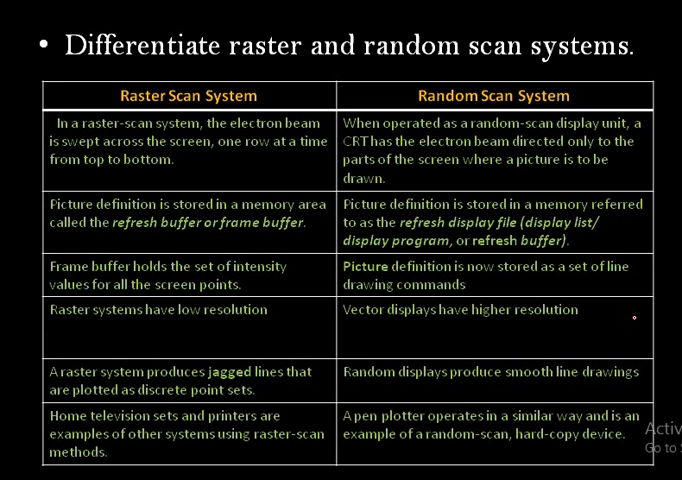 • Differentiate raster and random scan systems.
Raster Scan System
Random Scan System
In a raster-scan system, the electron beam
is swept across the screen, one row at a time
from top to bottom.
When operated as a random-scan display unit, a
CRT has the electron beam directed only to the
parts of the screen where a picture is to be
drawn.
Picture definition is stored in a memory area
called the refresh buffer or frame buffer.
Picture definition is stored in a memory referred
to as the refresh display file (display list/
display program, or refresh buffer).
Frame buffer holds the set of intensity
values for all the screen points.
Picture definition is now stored as a set of line
drawing commands
Raster systems have low resolution
Vector displays have higher resolution
A raster system produces jagged lines that
are plotted as discrete point sets.
Random displays produce smooth line drawings
Home television sets and printers are
examples of other systems using raster-scan
methods.
A pen plotter operates in a similar way and is an
example of a random-scan, hard-copy device.
Activ
Go to S